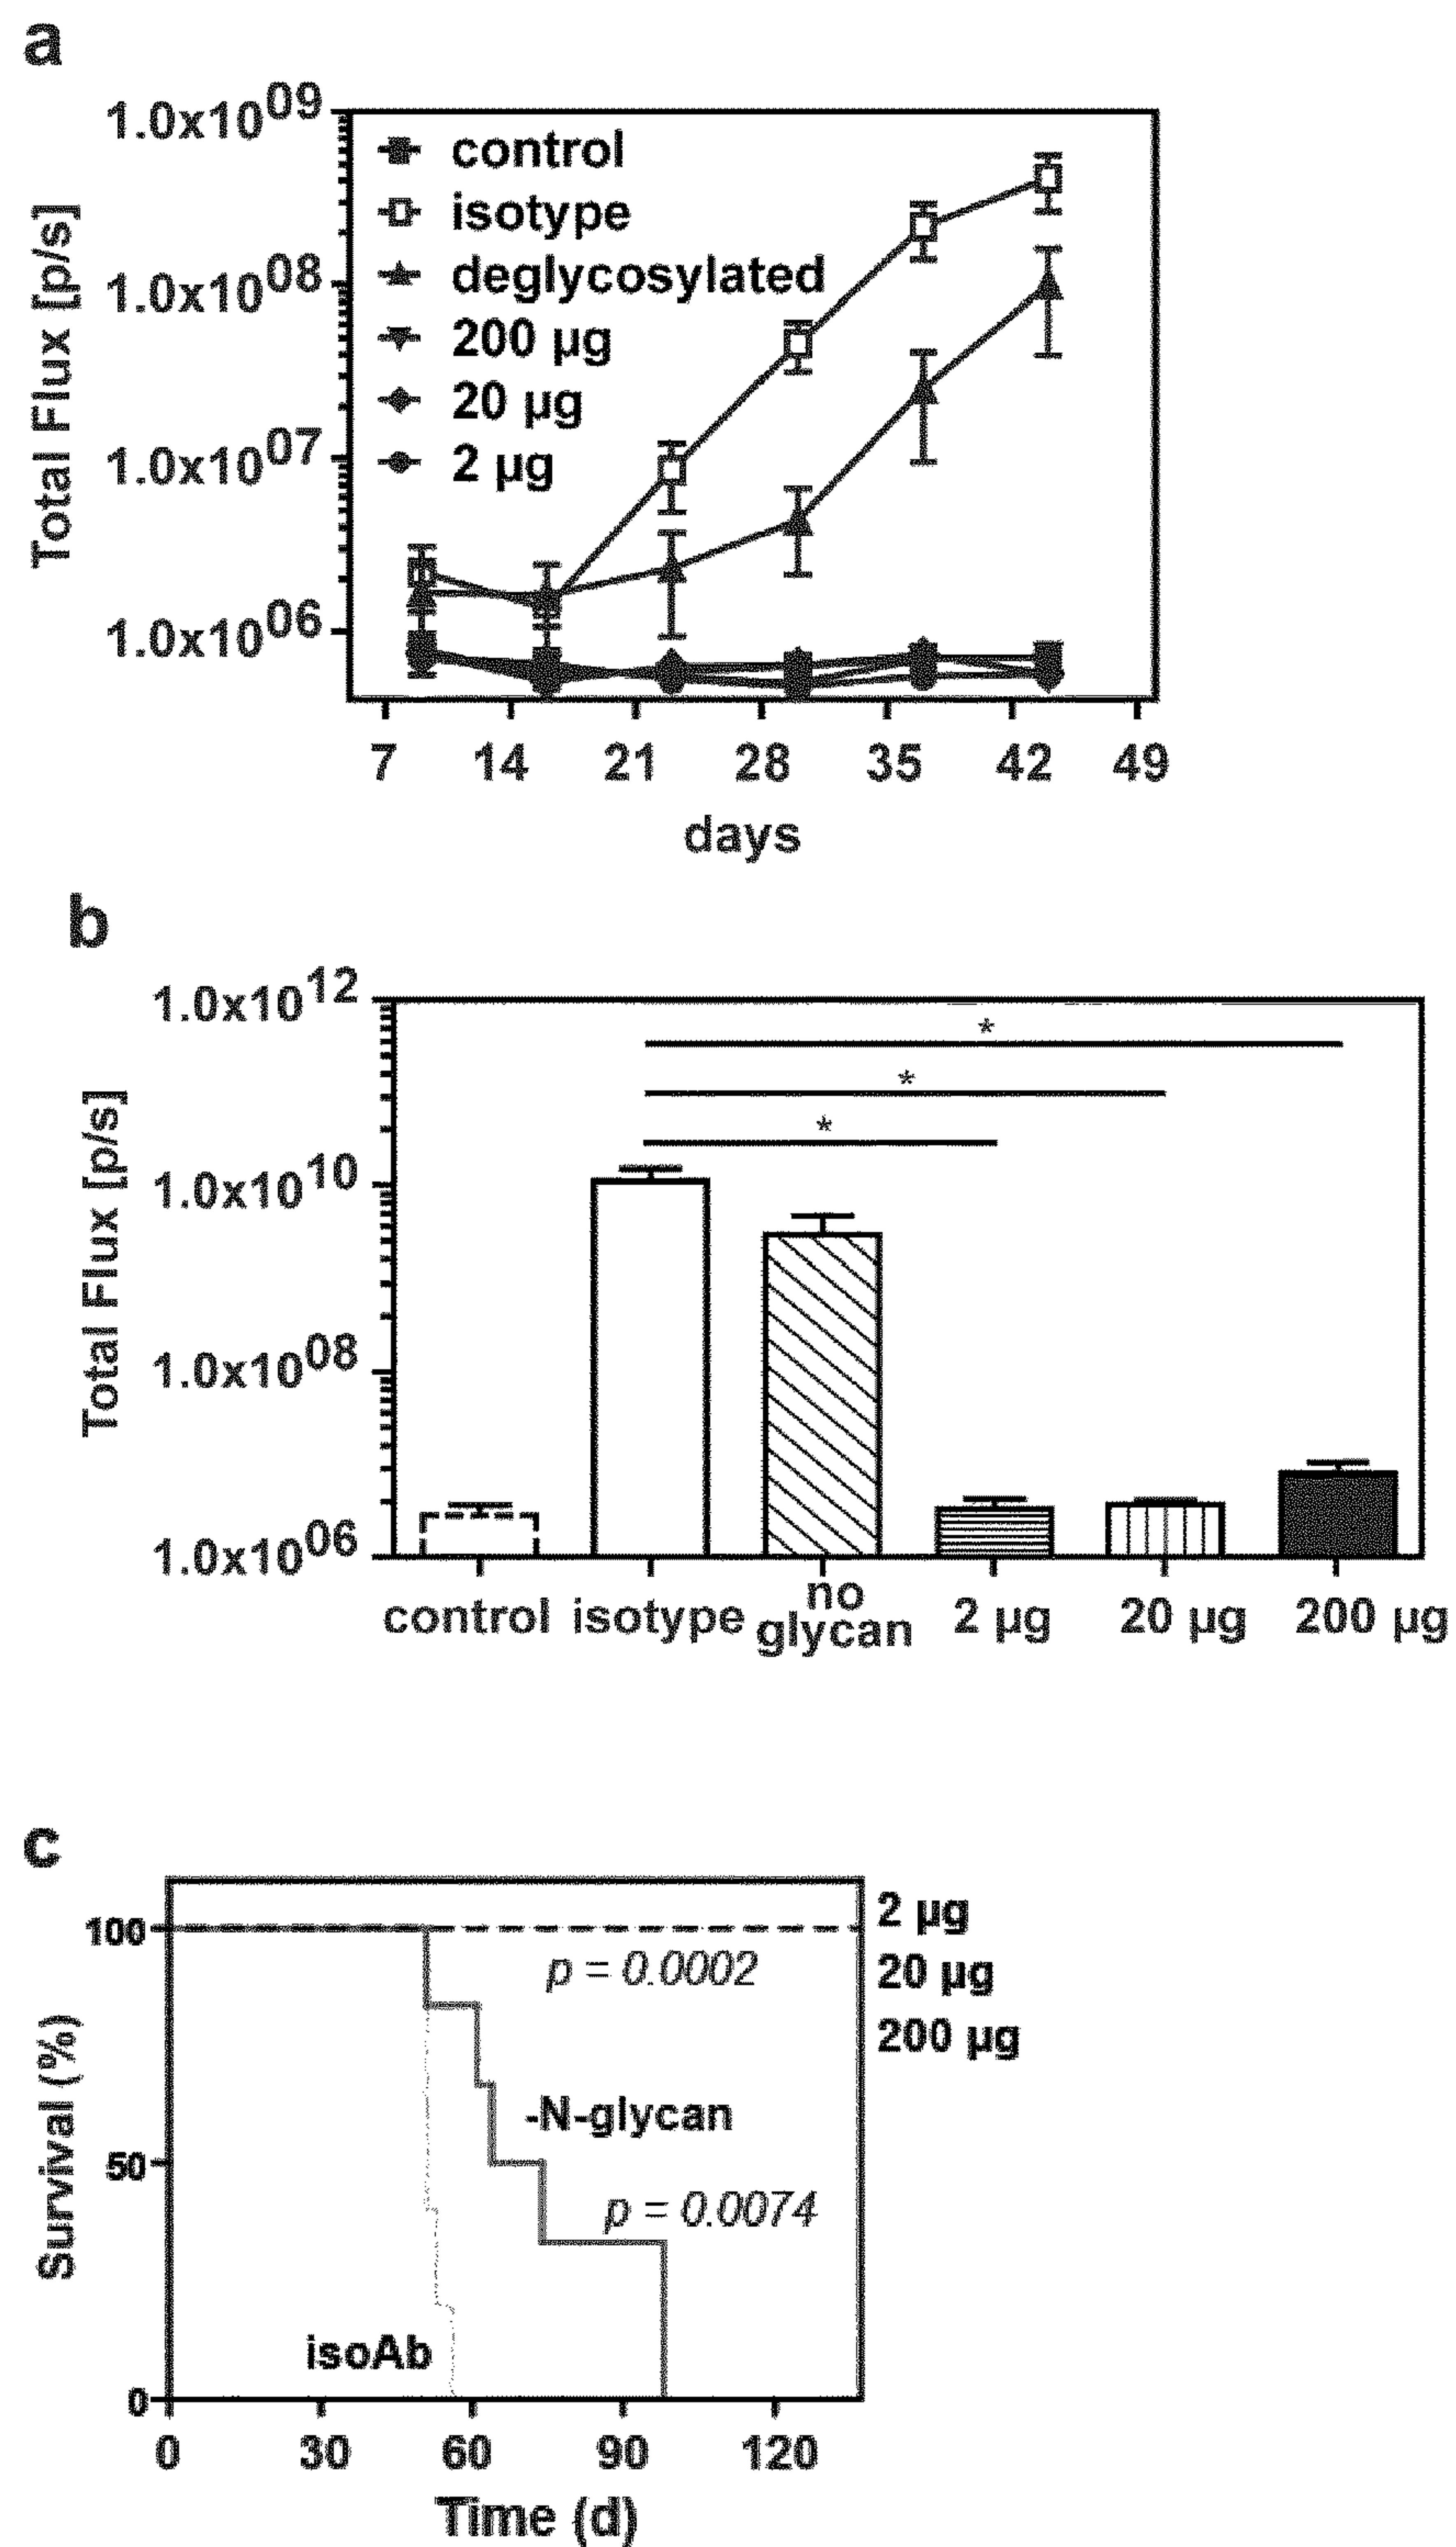 a
1.0x10^09
1.0x10^08
1.0x10^07
1.0x10^06
Total Flux [p/s]
control
isotype
deglycosylated
200 µg
20 µg
2 µg
7 14 21 28 35 42 49
days
b
1.0x10^12
1.0x10^10
1.0x10^08
1.0x10^06
Total Flux [p/s]
*
*
*
control isotype no glycan 2 µg 20 µg 200 µg
c
100
50
0
Survival (%)
2 µg
20 µg
200 µg
p = 0.0002
-N-glycan
p = 0.0074
isoAb
0 30 60 90 120
Time (d)